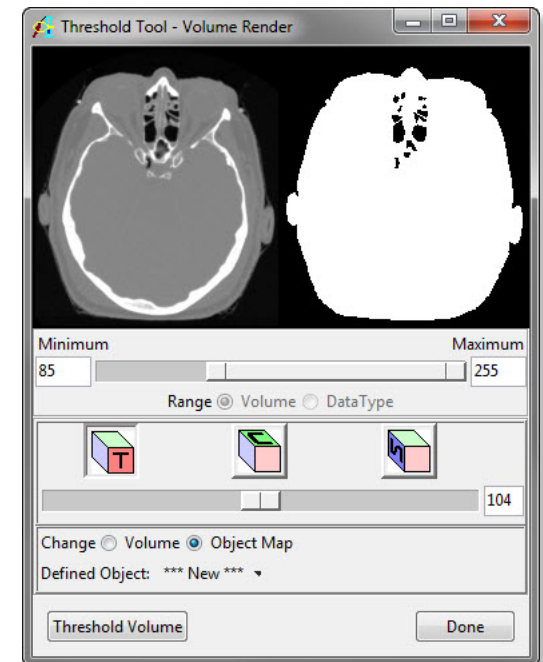 Threshold Tool - Volume Render
Minimum Maximum
85 255
Range Volume DataType
T C S
104
Change Volume Object Map
Defined Object: *** New ***
Threshold Volume Done